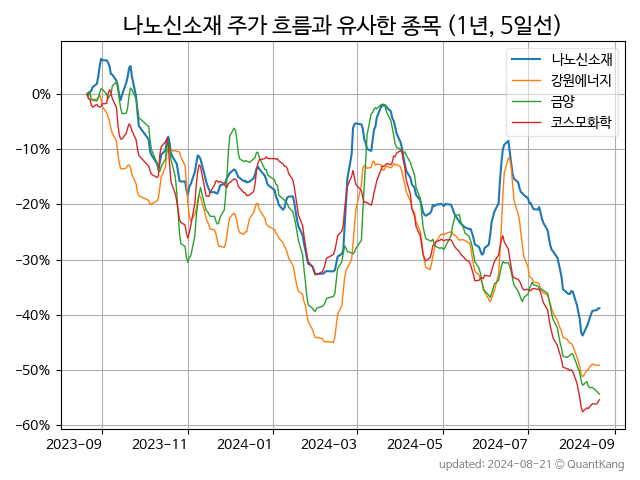 나노신소재 주가 흐름과 유사한 종목 (1년, 5일선)
나노신소재
강원에너지
금양
코스모화학
0%
−10%
−20%
−30%
−40%
−50%
−60%
2023-09 2023-11 2024-01 2024-03 2024-05 2024-07 2024-09
updated: 2024-08-21 © QuantKang